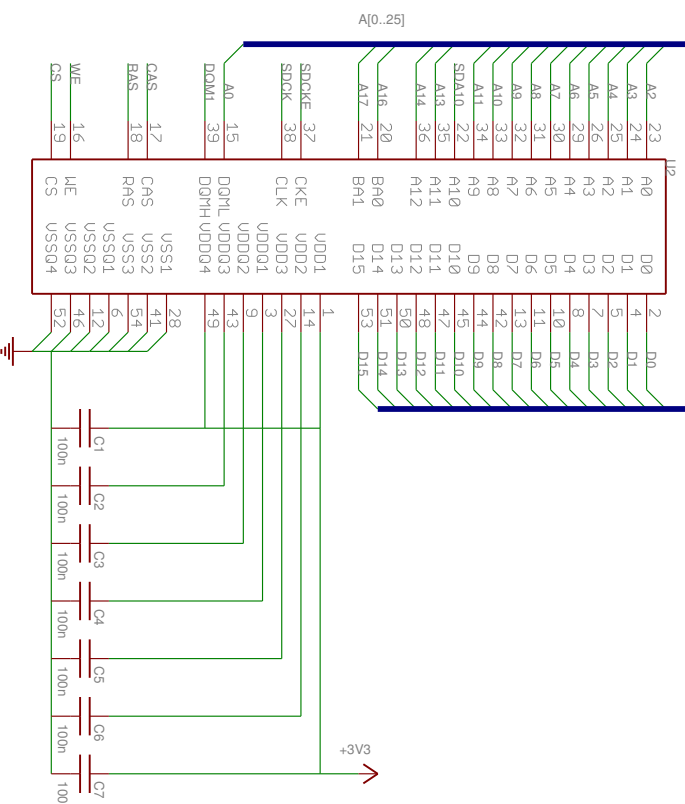 A[0..25]
CS
WE
RAS
CAS
DQM1
A0
SDCK
SDCKE
A17
A16
A14
A13
SDA10
A11
A10
A9
A8
A7
A6
A5
A4
A3
A2
19
16
18
17
39
15
38
37
21
20
36
35
22
34
33
32
31
30
29
26
25
24
23
U2
CS
WE
RAS
CAS
DQMH
DQML
CLK
CKE
BA1
BA0
A12
A11
A10
A9
A8
A7
A6
A5
A4
A3
A2
A1
A0
VSSQ4
VSSQ3
VSSQ2
VSSQ1
VSS3
VSS2
VSS1
VDDQ4
VDDQ3
VDDQ2
VDDQ1
VDD3
VDD2
VDD1
D15
D14
D13
D12
D11
D10
D9
D8
D7
D6
D5
D4
D3
D2
D1
D0
52
46
12
6
54
41
28
49
43
9
3
27
14
1
53
51
50
48
47
45
44
42
13
11
10
8
7
5
4
2
D15
D14
D13
D12
D11
D10
D9
D8
D7
D6
D5
D4
D3
D2
D1
D0
C1
100n
C2
100n
C3
100n
C4
100n
C5
100n
C6
100n
C7
100
+3V3